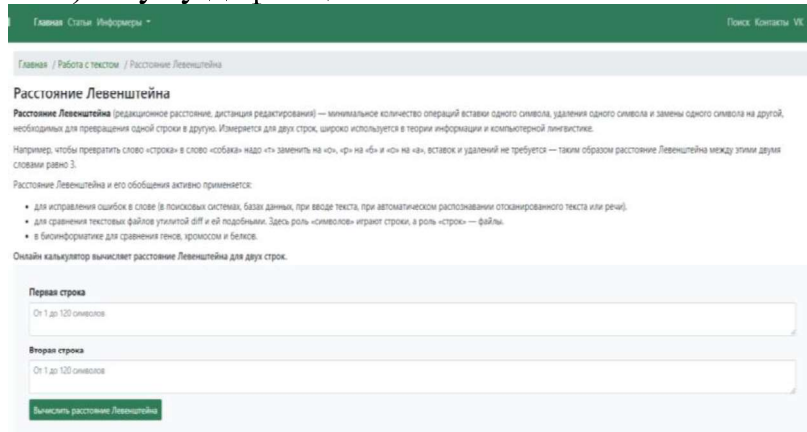 Главная Статьи Информеры
Поиск Контакты VK
Главная / Работа с текстом / Расстояние Левенштейна
Расстояние Левенштейна
Расстояние Левенштейна (редакционное расстояние, дистанция редактирования) — минимальное количество операций вставки одного символа, удаления одного символа и замены одного символа на другой,
необходимых для превращения одной строки в другую. Измеряется для двух строк, широко используется в теории информации и компьютерной лингвистике.
Например, чтобы превратить слово «строка» в слово «собака» надо «т» заменить на «о», «р» на «б» и «о» на «а», вставок и удалений не требуется — таким образом расстояние Левенштейна между этими двумя
словами равно 3.
Расстояние Левенштейна и его обобщения активно применяется:
• для исправления ошибок в слове (в поисковых системах, базах данных, при вводе текста, при автоматическом распознавании отсканированного текста или речи).
• для сравнения текстовых файлов утилитой diff и ей подобными. Здесь роль «символов» играют строки, а роль «строк» — файлы.
• в биоинформатике для сравнения генов, хромосом и белков.
Онлайн калькулятор вычисляет расстояние Левенштейна для двух строк.
Первая строка
От 1 до 120 символов
Вторая строка
От 1 до 120 символов
Вычислить расстояние Левенштейна